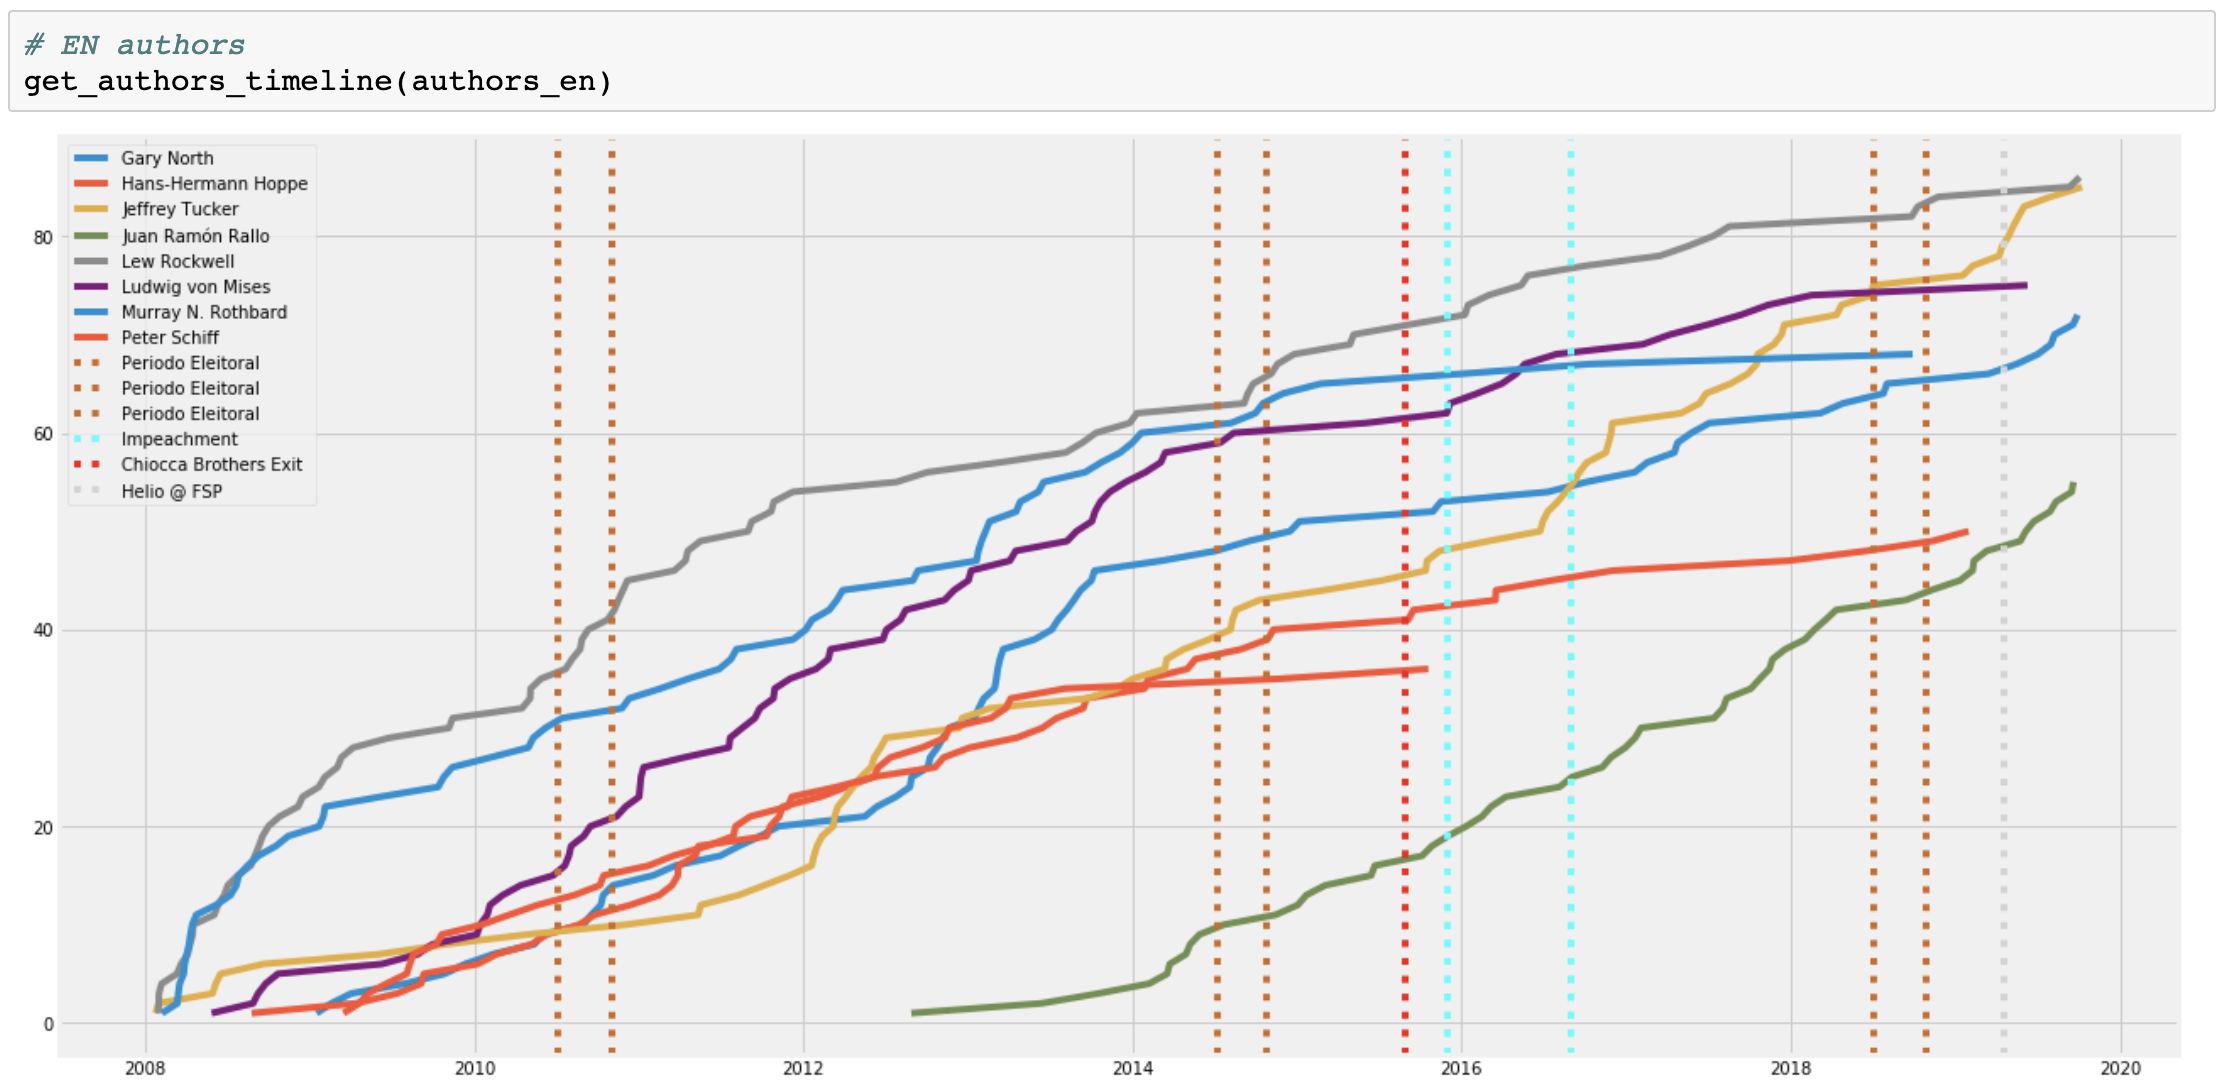 # EN authors
get_authors_timeline(authors_en)
Gary North
Hans-Hermann Hoppe
Jeffrey Tucker
Juan Ramón Rallo
Lew Rockwell
Ludwig von Mises
Murray N. Rothbard
Peter Schiff
Periodo Eleitoral
Periodo Eleitoral
Periodo Eleitoral
Impeachment
Chiocca Brothers Exit
Helio @ FSP
80
60
40
20
0
2008 2010 2012 2014 2016 2018 2020